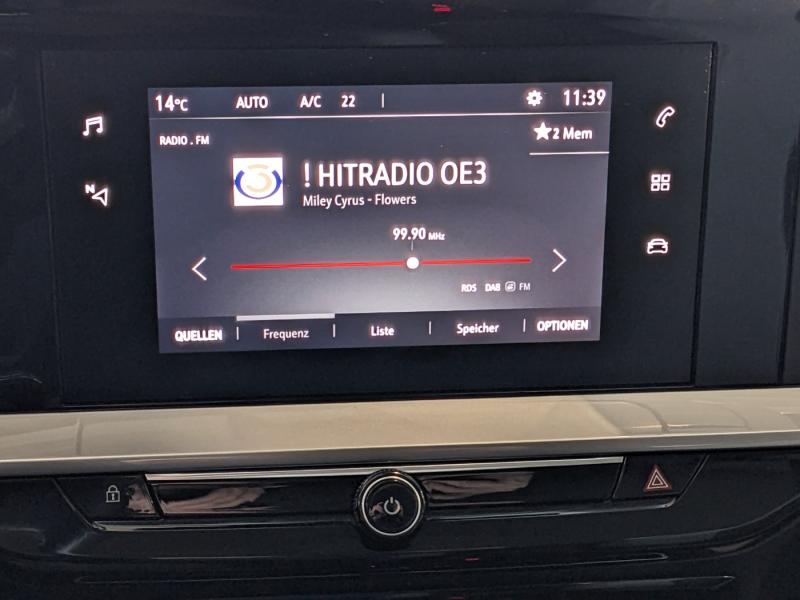 14°C AUTO A/C 22 11:39
RADIO . FM
2 Mem
! HITRADIO OE3
Miley Cyrus - Flowers
99.90 MHz
RDS DAB FM
QUELLEN Frequenz Liste Speicher OPTIONEN
N
3